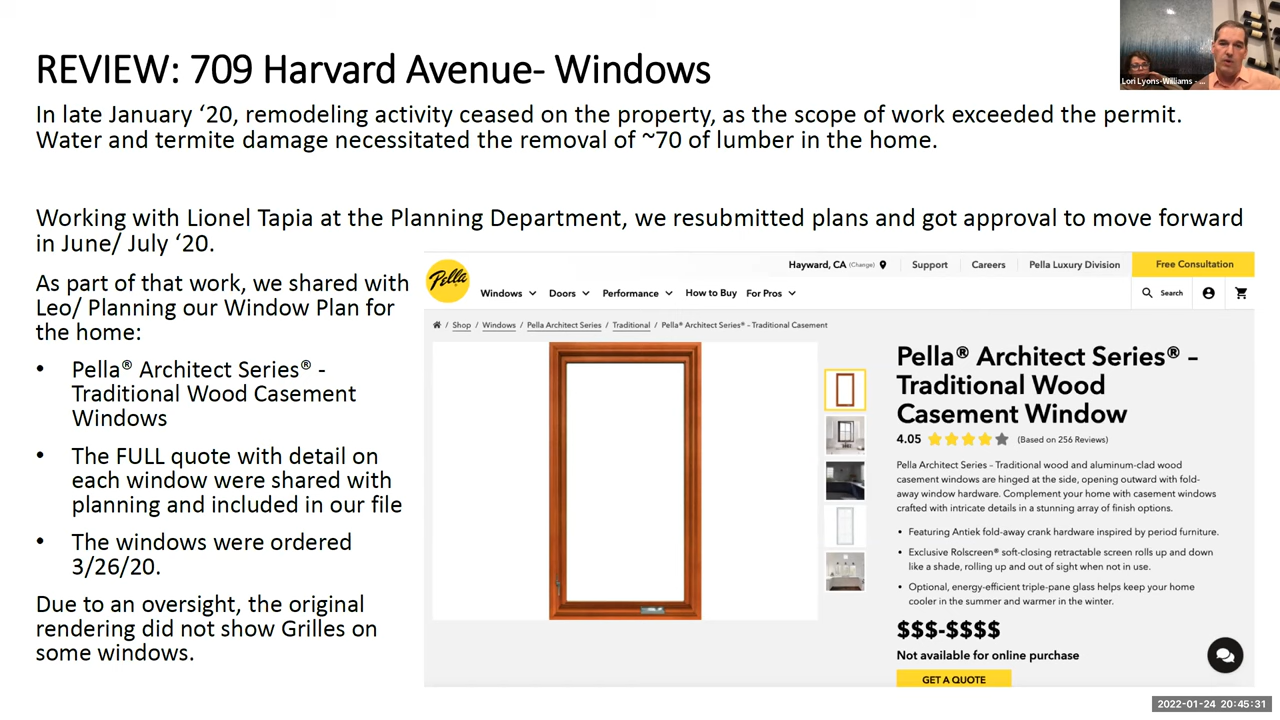 REVIEW: 709 Harvard Avenue- Windows
Lori Lyons-Williams - ...
In late January ‘20, remodeling activity ceased on the property, as the scope of work exceeded the permit.
Water and termite damage necessitated the removal of ~70 of lumber in the home.
Working with Lionel Tapia at the Planning Department, we resubmitted plans and got approval to move forward
in June/ July ‘20.
As part of that work, we shared with
Leo/ Planning our Window Plan for
the home:
• Pella® Architect Series® -
Traditional Wood Casement
Windows
• The FULL quote with detail on
each window were shared with
planning and included in our file
• The windows were ordered
3/26/20.
Due to an oversight, the original
rendering did not show Grilles on
some windows.
Pella
Hayward, CA (Change) Support Careers Pella Luxury Division Free Consultation
Windows Doors Performance How to Buy For Pros Search
/ Shop / Windows / Pella Architect Series / Traditional / Pella® Architect Series® - Traditional Casement
Pella® Architect Series® –
Traditional Wood
Casement Window
4.05 (Based on 256 Reviews)
Pella Architect Series – Traditional wood and aluminum-clad wood
casement windows are hinged at the side, opening outward with fold-
away window hardware. Complement your home with casement windows
crafted with intricate details in a stunning array of finish options.
• Featuring Antiek fold-away crank hardware inspired by period furniture.
• Exclusive Rolscreen® soft-closing retractable screen rolls up and down
like a shade, rolling up and out of sight when not in use.
• Optional, energy-efficient triple-pane glass helps keep your home
cooler in the summer and warmer in the winter.
$$$-$$$$
Not available for online purchase
GET A QUOTE
2022-01-24 20:45:31